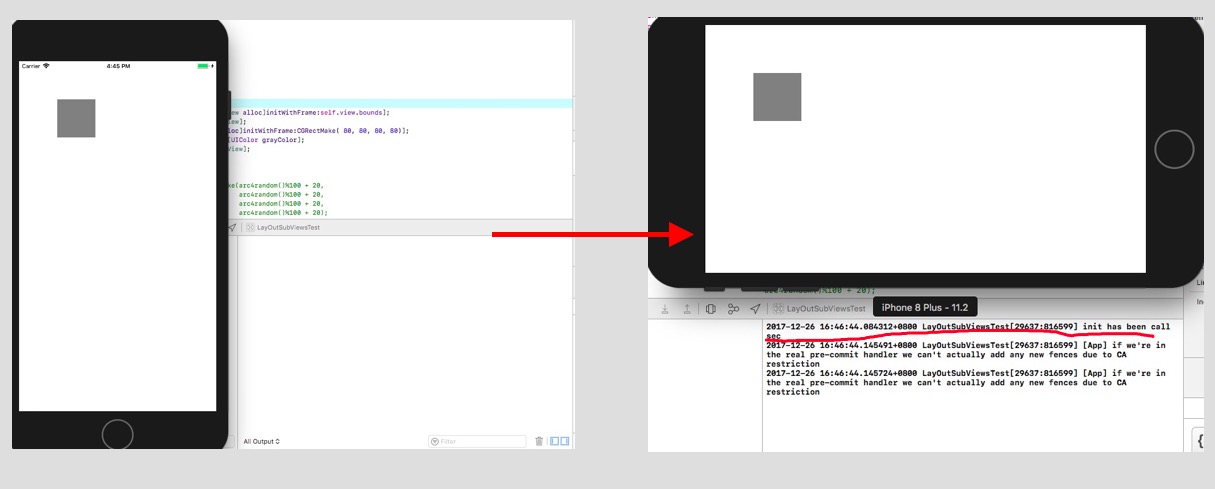 Carrier
4:45 PM
ew alloc]initWithFrame:self.view.bounds];
iew];
loc]initWithFrame:CGRectMake( 80, 80, 80, 80)];
[UIColor grayColor];
View];
ke(arc4random()%100 + 20,
arc4random()%100 + 20,
arc4random()%100 + 20,
arc4random()%100 + 20);
LayOutSubViewsTest
All Output
Filter
arc4random()%100 + 20);
LayOutSubViewsTest
iPhone 8 Plus - 11.2
2017-12-26 16:46:44.084312+0800 LayOutSubViewsTest[29637:816599] init has been call
sec
2017-12-26 16:46:44.145491+0800 LayOutSubViewsTest[29637:816599] [App] if we're in
the real pre-commit handler we can't actually add any new fences due to CA
restriction
2017-12-26 16:46:44.145724+0800 LayOutSubViewsTest[29637:816599] [App] if we're in
the real pre-commit handler we can't actually add any new fences due to CA
restriction
{